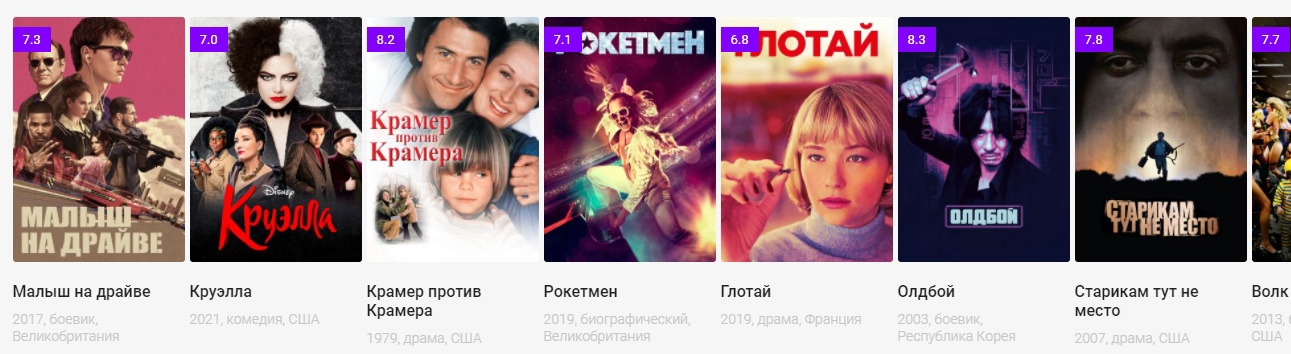 7.3
МАЛЫШ
НА ДРАЙВЕ
Малыш на драйве
2017, боевик,
Великобритания
7.0
Disney
Круэлла
Круэлла
2021, комедия, США
8.2
Крамер
против
Крамера
Крамер против
Крамера
1979, драма, США
7.1
ОКЕТМЕН
Рокетмен
2019, биографический,
Великобритания
6.8
ГЛОТАЙ
Глотай
2019, драма, Франция
8.3
ОЛДБОЙ
Олдбой
2003, боевик,
Республика Корея
7.8
СТАРИКАМ
ТУТ НЕ МЕСТО
Старикам тут не
место
2007, драма, США
7.7
Волк
2013,
США